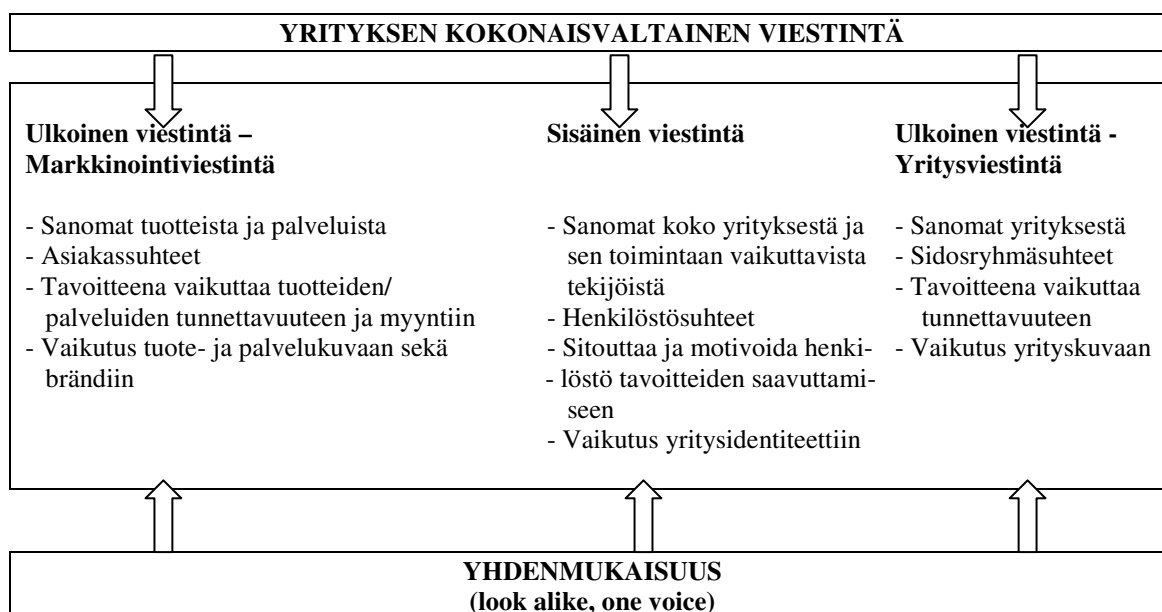 YRITYKSEN KOKONAISVALTAINEN VIESTINTÄ
Ulkoinen viestintä –
Markkinointiviestintä
- Sanomat tuotteista ja palveluista
- Asiakassuhteet
- Tavoitteena vaikuttaa tuotteiden/
palveluiden tunnettavuuteen ja myyntiin
- Vaikutus tuote- ja palvelukuvaan sekä
brändiin
Sisäinen viestintä
- Sanomat koko yrityksestä ja
sen toimintaan vaikuttavista
tekijöistä
- Henkilöstösuhteet
- Sitouttaa ja motivoida henki-
- löstö tavoitteiden saavuttami-
seen
- Vaikutus yritysidentiteettiin
Ulkoinen viestintä -
Yritysviestintä
- Sanomat yrityksestä
- Sidosryhmäsuhteet
- Tavoitteena vaikuttaa
tunnettavuuteen
- Vaikutus yrityskuvaan
YHDENMUKAISUUS
(look alike, one voice)